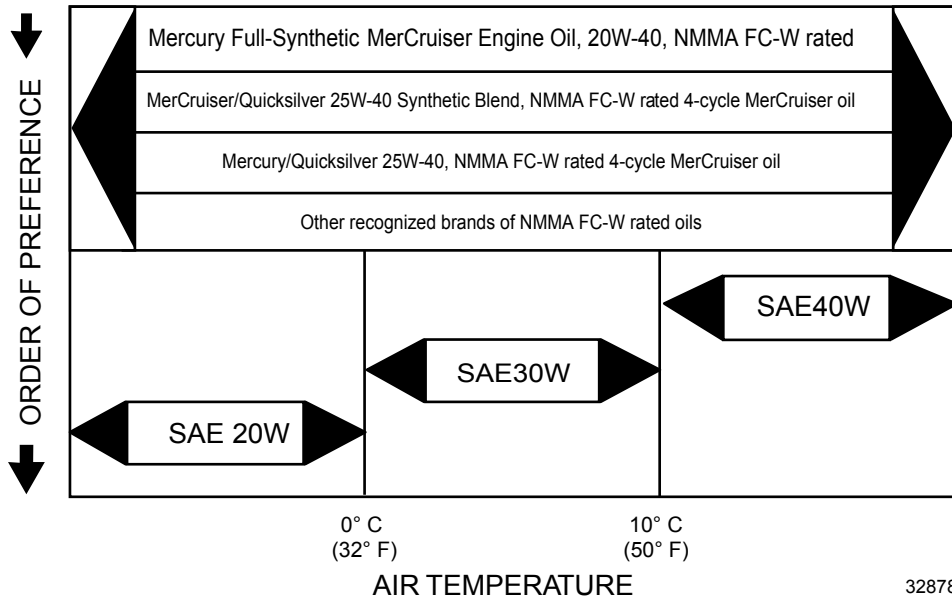 ORDER OF PREFERENCE
Mercury Full-Synthetic MerCruiser Engine Oil, 20W-40, NMMA FC-W rated
MerCruiser/Quicksilver 25W-40 Synthetic Blend, NMMA FC-W rated 4-cycle MerCruiser oil
Mercury/Quicksilver 25W-40, NMMA FC-W rated 4-cycle MerCruiser oil
Other recognized brands of NMMA FC-W rated oils
SAE40W
SAE30W
SAE 20W
0° C
(32° F)
10° C
(50° F)
AIR TEMPERATURE
32878